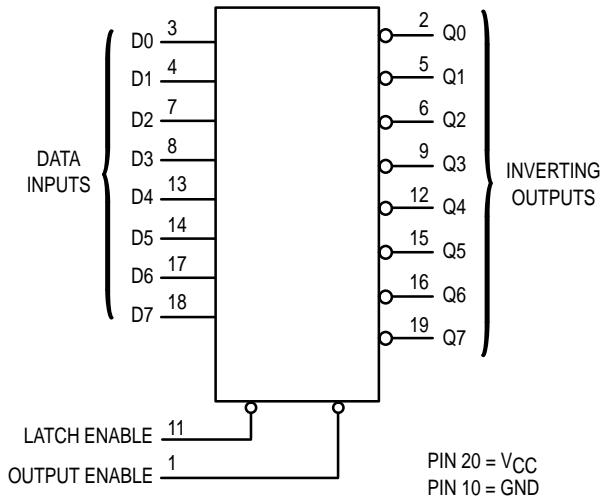 D0 3
D1 4
D2 7
D3 8
D4 13
D5 14
D6 17
D7 18
DATA
INPUTS
2 Q0
5 Q1
6 Q2
9 Q3
12 Q4
15 Q5
16 Q6
19 Q7
INVERTING
OUTPUTS
LATCH ENABLE 11
OUTPUT ENABLE 1
PIN 20 = VCC
PIN 10 = GND